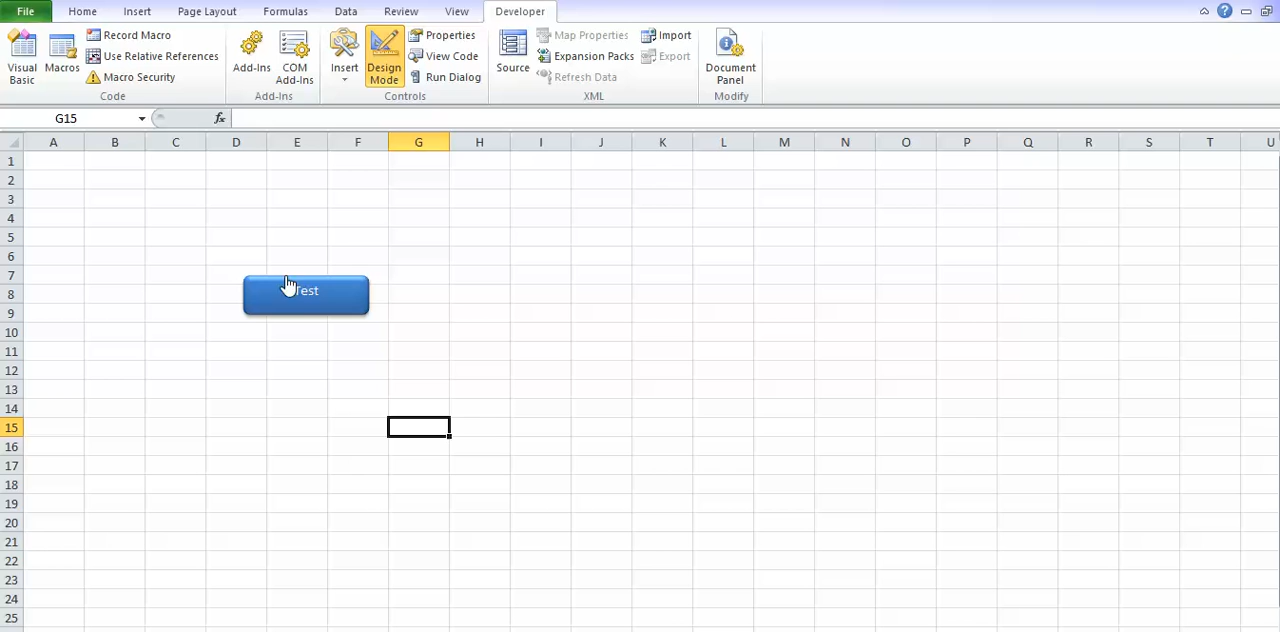 File Home Insert Page Layout Formulas Data Review View Developer
Visual Basic
Macros
Record Macro
Use Relative References
Macro Security
Code
Add-Ins
COM Add-Ins
Add-Ins
Insert
Design Mode
Properties
View Code
Run Dialog
Controls
Source
Map Properties
Expansion Packs
Refresh Data
Import
Export
XML
Document Panel
Modify
G15
fx
A B C D E F G H I J K L M N O P Q R S T U
1
2
3
4
5
6
7
8
9
10
11
12
13
14
15
16
17
18
19
20
21
22
23
24
25
Test